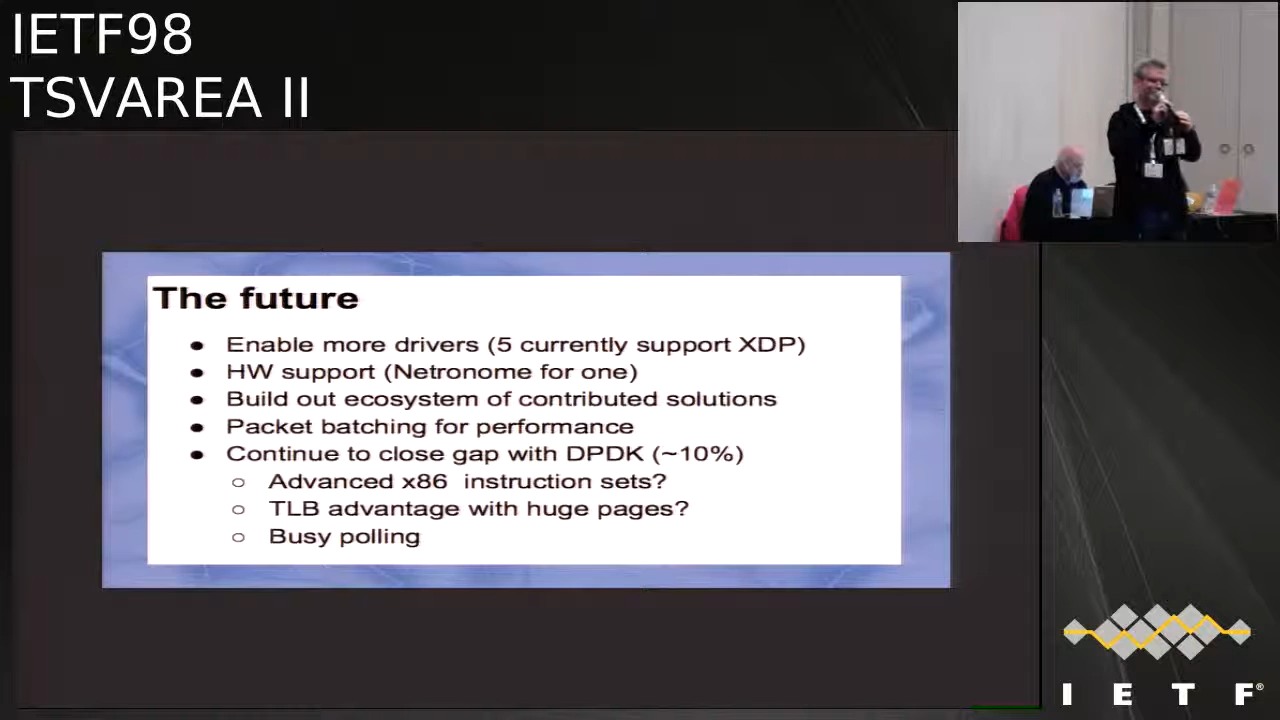 IETF98
TSVAREA II
The future
● Enable more drivers (5 currently support XDP)
● HW support (Netronome for one)
● Build out ecosystem of contributed solutions
● Packet batching for performance
● Continue to close gap with DPDK (~10%)
○ Advanced x86 instruction sets?
○ TLB advantage with huge pages?
○ Busy polling
I E T F®